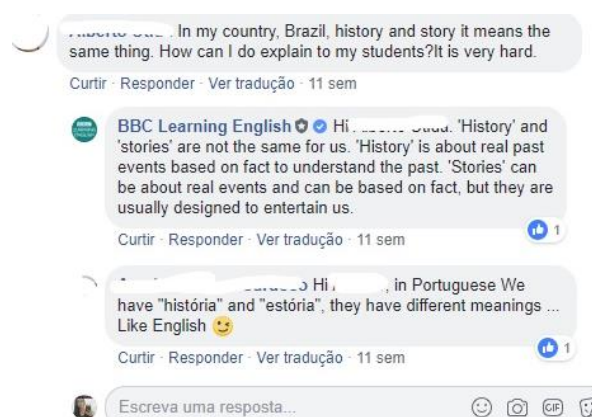 In my country, Brazil, history and story it means the
same thing. How can I do explain to my students?It is very hard.
Curtir · Responder · Ver tradução · 11 sem
BBC Learning English Hi 'History' and
'stories' are not the same for us. 'History' is about real past
events based on fact to understand the past. 'Stories' can
be about real events and can be based on fact, but they are
usually designed to entertain us.
1
Curtir · Responder · Ver tradução · 11 sem
Hi , in Portuguese We
have "história" and "estória", they have different meanings ...
Like English
1
Curtir · Responder · Ver tradução · 11 sem
Escreva uma resposta...
GIF